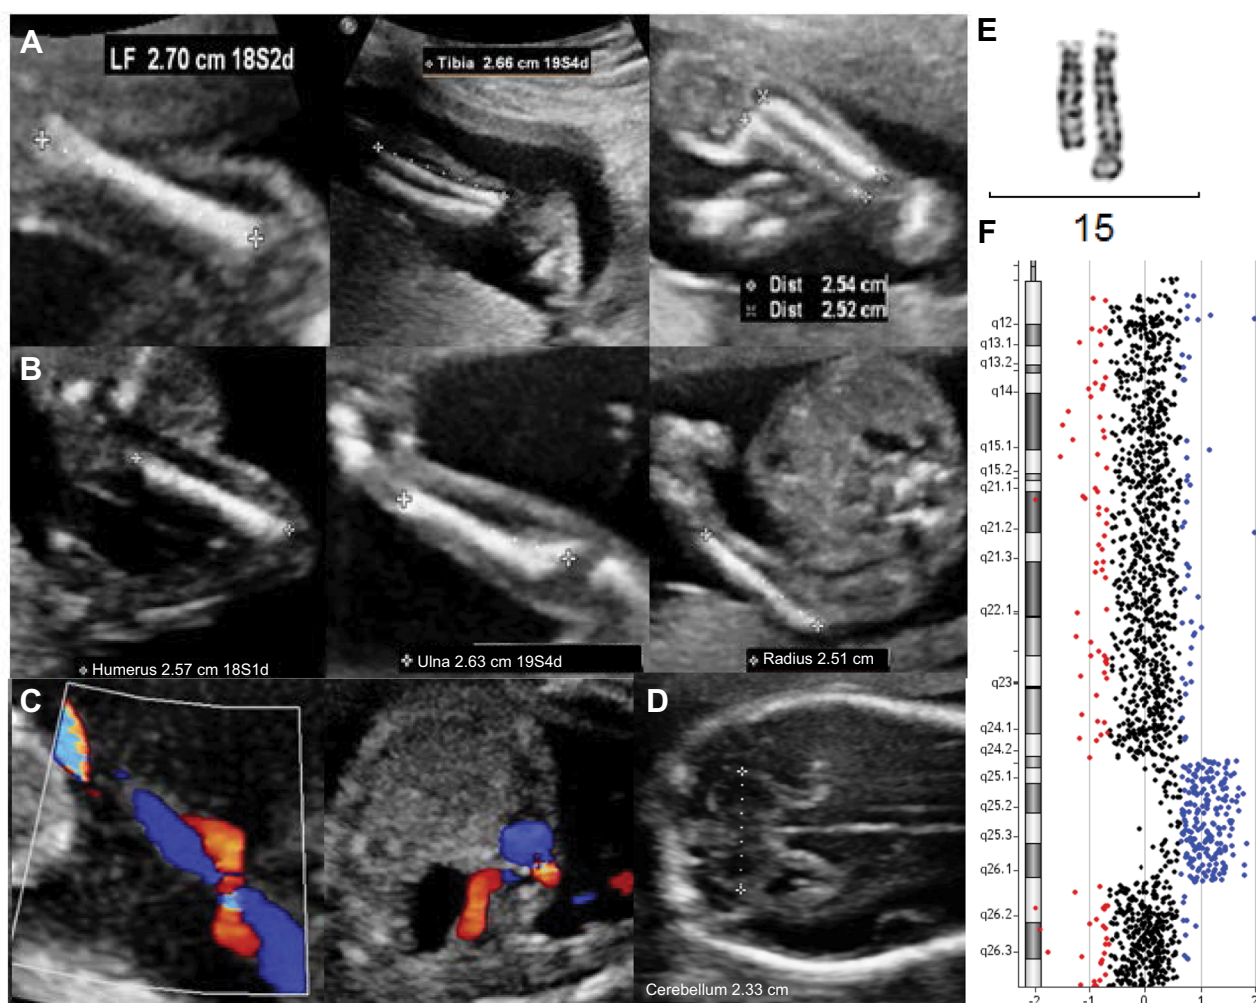 A
LF 2.70 cm 18S2d
Tibia 2.66 cm 19S4d
Dist 2.54 cm
Dist 2.52 cm
B
Humerus 2.57 cm 18S1d
Ulna 2.63 cm 19S4d
Radius 2.51 cm
C
D
Cerebellum 2.33 cm
E
15
F
q12
q13.1
q13.2
q14
q15.1
q15.2
q21.1
q21.2
q21.3
q22.1
q23
q24.1
q24.2
q25.1
q25.2
q25.3
q26.1
q26.2
q26.3
-2 -1 0 1